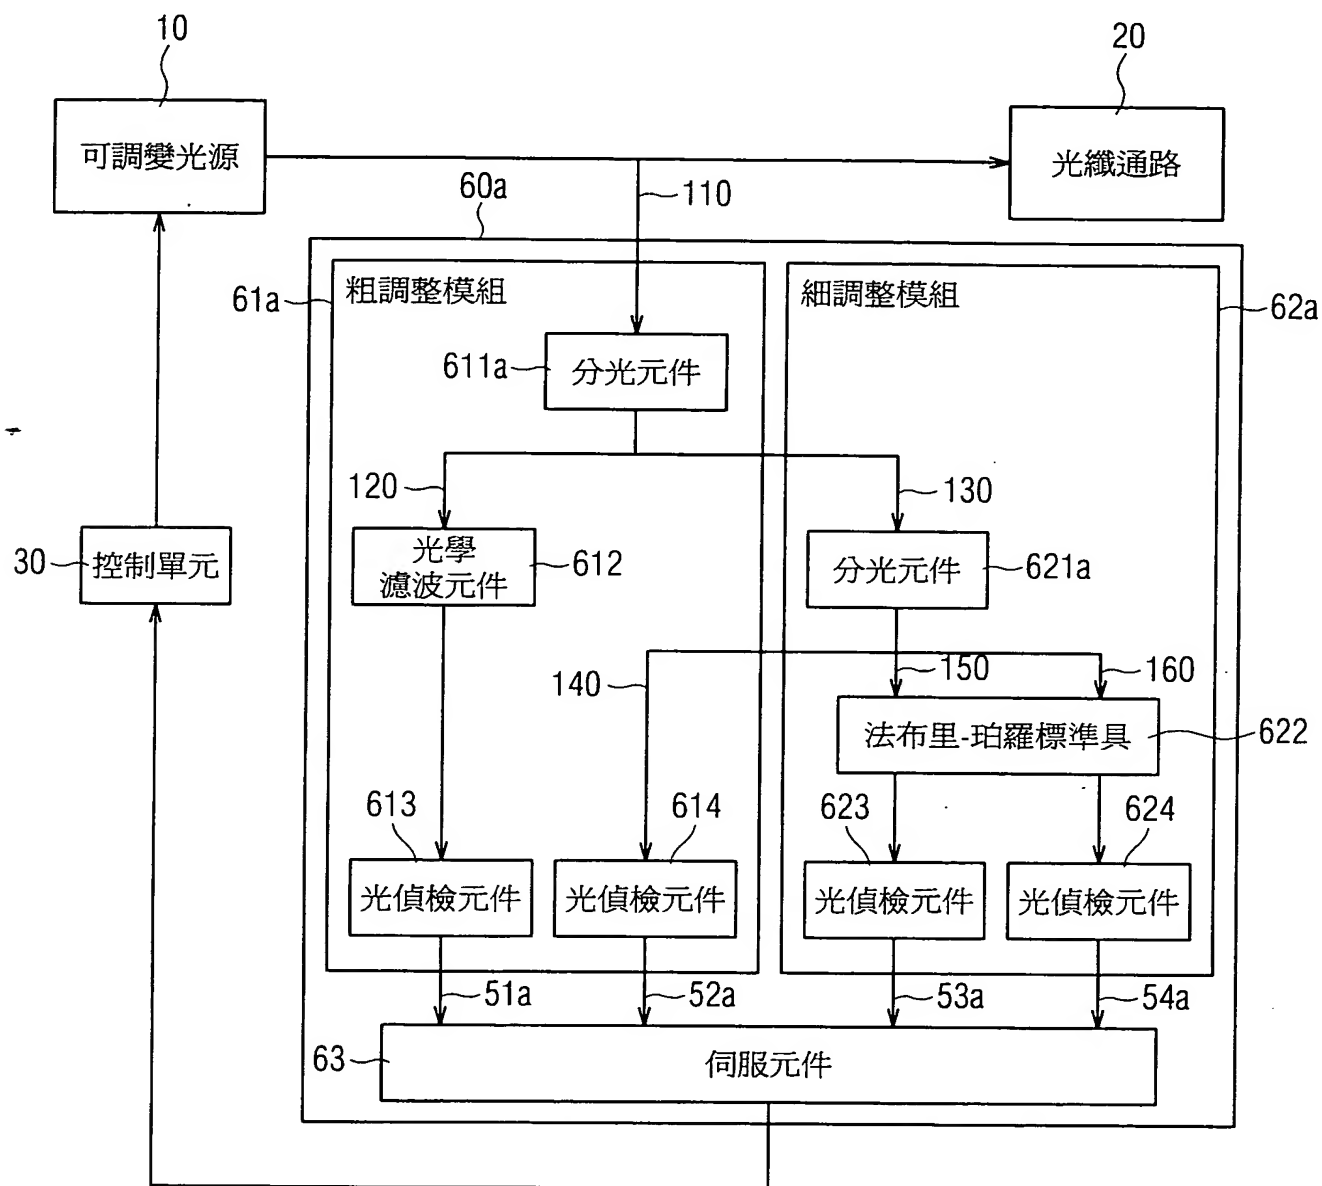 10
20
可調變光源
光纖通路
60a
110
61a
粗調整模組
細調整模組
62a
611a
分光元件
120
130
30
控制單元
光學
濾波元件
612
分光元件
621a
140
150
160
法布里-珀羅標準具
622
613
614
623
624
光偵檢元件
光偵檢元件
光偵檢元件
光偵檢元件
51a
52a
53a
54a
63
伺服元件